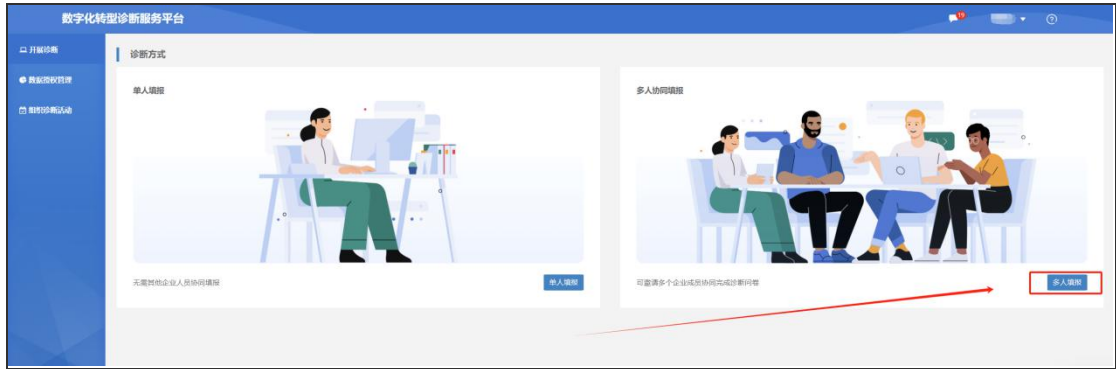 数字化转型诊断服务平台
19
开展诊断
数据授权管理
组织诊断活动
诊断方式
单人填报
多人协同填报
无需其他企业人员协同填报
单人填报
可邀请多个企业成员协同完成诊断问卷
多人填报